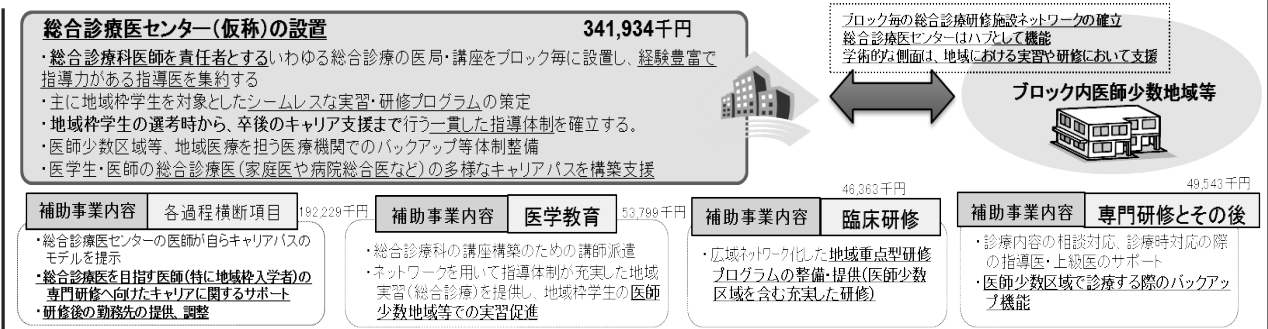 総合診療医センター(仮称)の設置 341,934千円
・総合診療科医師を責任者とするいわゆる総合診療の医局・講座をブロック毎に設置し、経験豊富で
指導力がある指導医を集約する
・主に地域枠学生を対象としたシームレスな実習・研修プログラムの策定
・地域枠学生の選考時から、卒後のキャリア支援まで行う一貫した指導体制を確立する。
・医師少数区域等、地域医療を担う医療機関でのバックアップ等体制整備
・医学生・医師の総合診療医(家庭医や病院総合医など)の多様なキャリアパスを構築支援
ブロック毎の総合診療研修施設ネットワークの確立
総合診療医センターはハブとして機能
学術的な側面は、地域における実習や研修において支援
ブロック内医師少数地域等
補助事業内容 各過程横断項目 192,229千円
・総合診療医センターの医師が自らキャリアパスの
モデルを提示
・総合診療医を目指す医師(特に地域枠入学者)の
専門研修へ向けたキャリアに関するサポート
・研修後の勤務先の提供、調整
補助事業内容 医学教育 53,799千円
・総合診療科の講座構築のための講師派遣
・ネットワークを用いて指導体制が充実した地域
実習(総合診療)を提供し、地域枠学生の医師
少数地域等での実習促進
46,363千円
補助事業内容 臨床研修
・広域ネットワーク化した地域重点型研修
プログラムの整備・提供(医師少数
区域を含む充実した研修)
49,543千円
補助事業内容 専門研修とその後
・診療内容の相談対応、診療時対応の際
の指導医・上級医のサポート
・医師少数区域で診療する際のバックアッ
プ機能